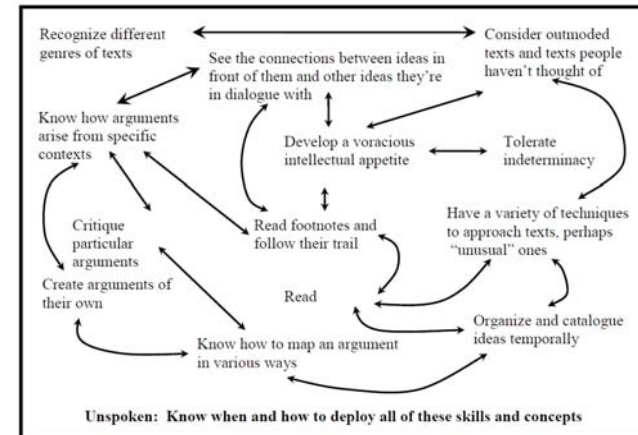 Recognize different
genres of texts
Consider outmoded
texts and texts people
haven't thought of
See the connections between ideas in
front of them and other ideas they're
in dialogue with
Know how arguments
arise from specific
contexts
Develop a voracious
intellectual appetite
Tolerate
indeterminacy
Read footnotes and
follow their trail
Have a variety of techniques
to approach texts, perhaps
"unusual" ones
Critique
particular
arguments
Create arguments of
their own
Read
Organize and catalogue
ideas temporally
Know how to map an argument
in various ways
Unspoken: Know when and how to deploy all of these skills and concepts